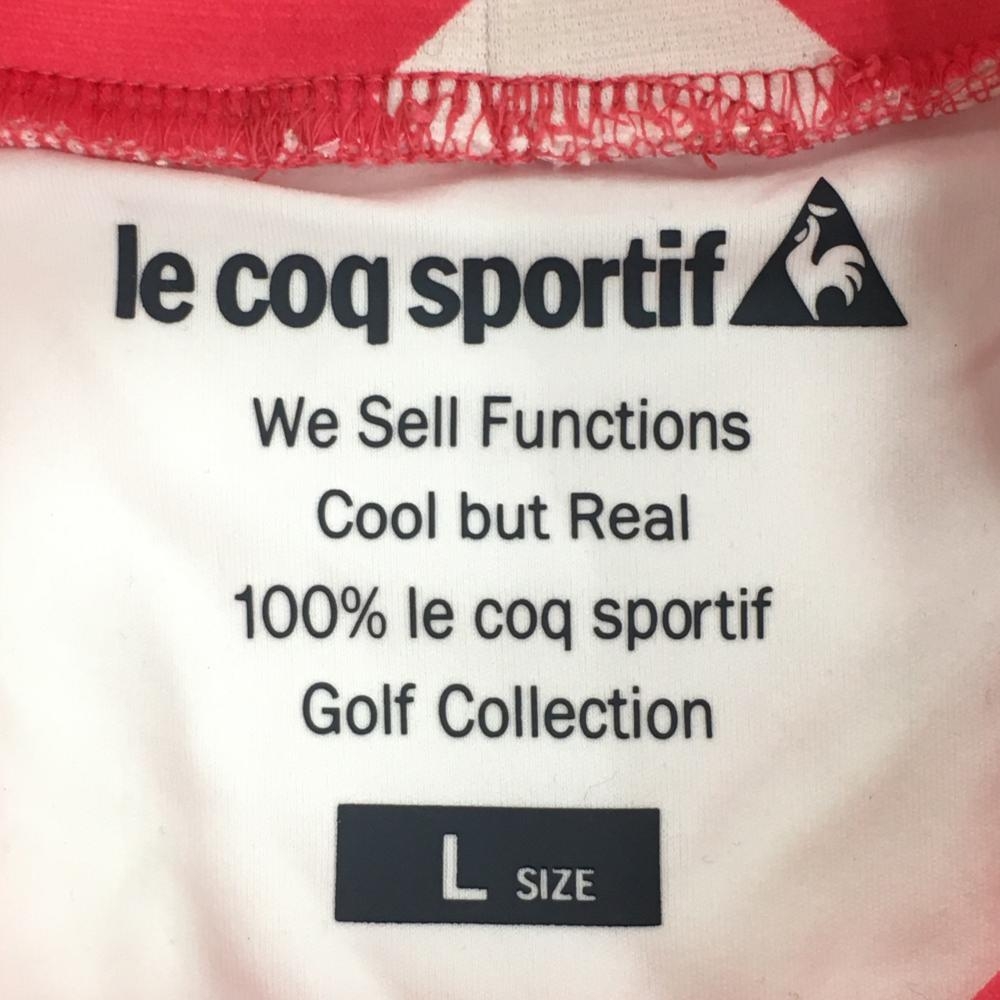 le coq sportif
We Sell Functions
Cool but Real
100% le coq sportif
Golf Collection
L SIZE